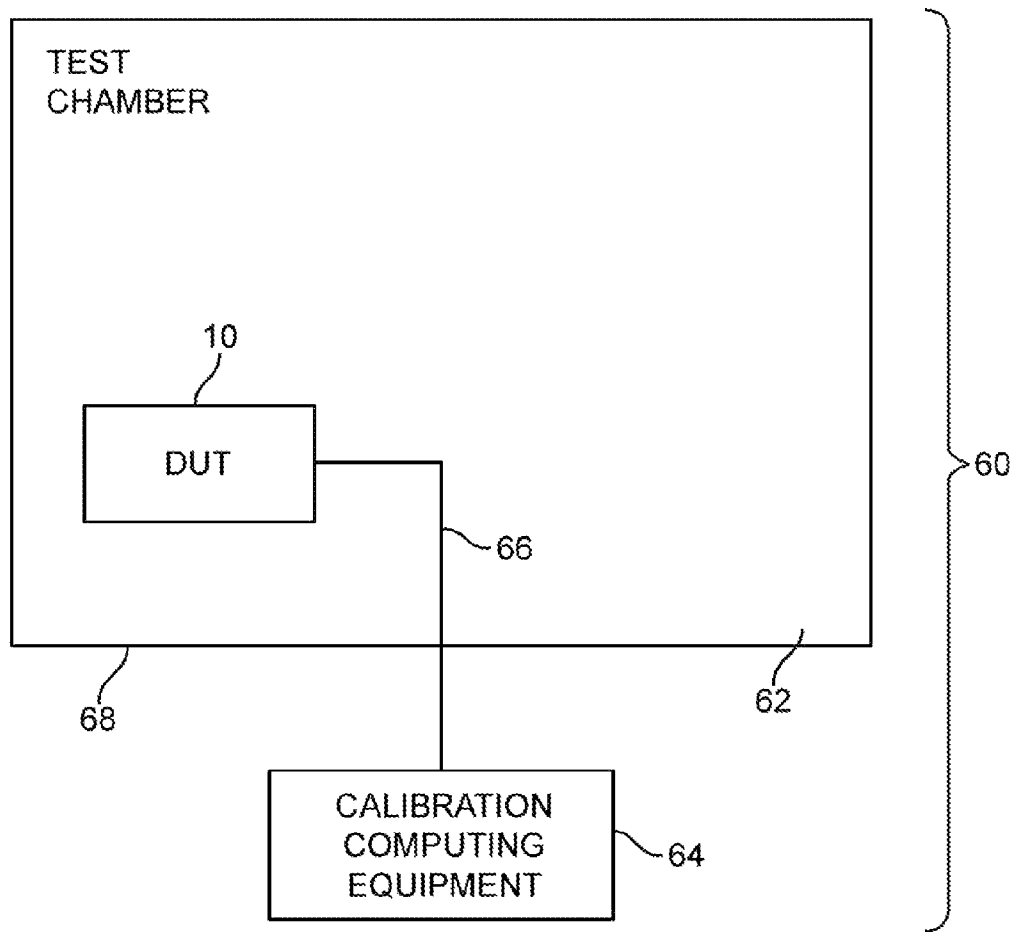 TEST
CHAMBER
10
DUT
60
66
62
68
CALIBRATION
COMPUTING
EQUIPMENT
64